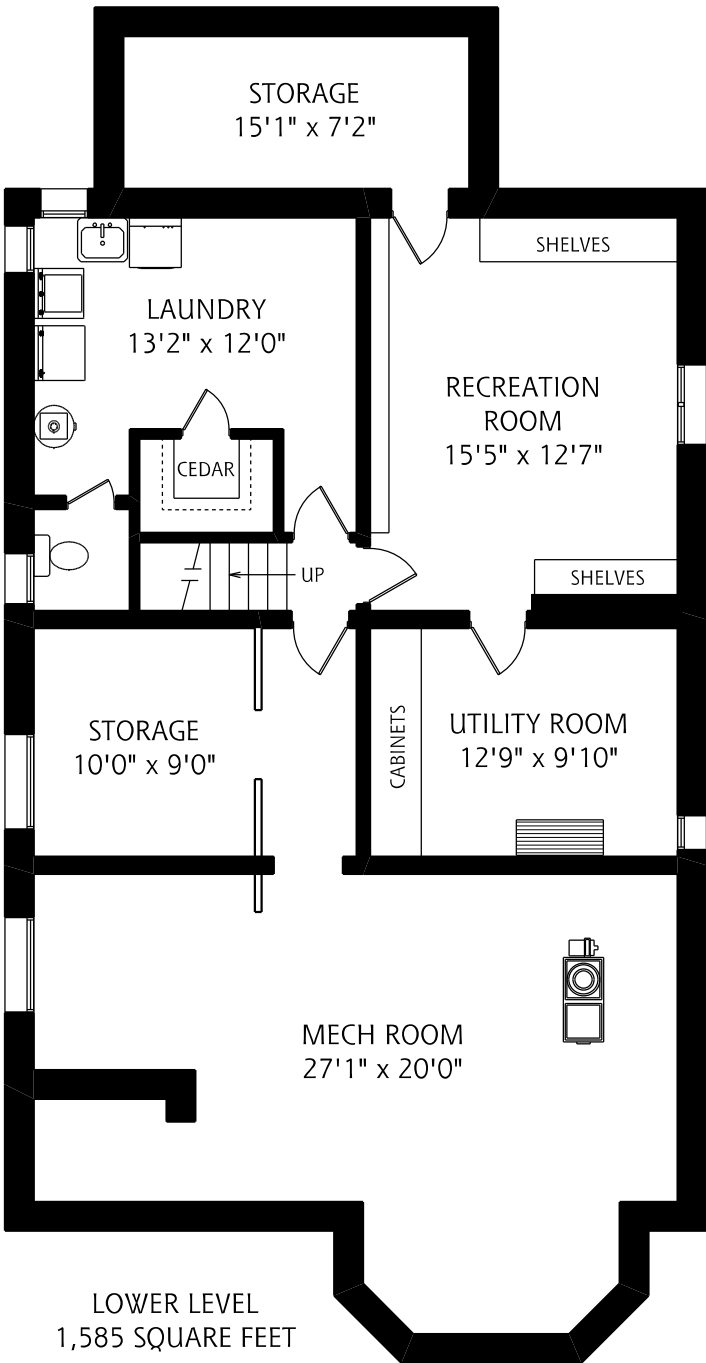 STORAGE
15'1" x 7'2"
SHELVES
LAUNDRY
13'2" x 12'0"
RECREATION
ROOM
15'5" x 12'7"
CEDAR
UP
SHELVES
STORAGE
10'0" x 9'0"
CABINETS
UTILITY ROOM
12'9" x 9'10"
MECH ROOM
27'1" x 20'0"
LOWER LEVEL
1,585 SQUARE FEET